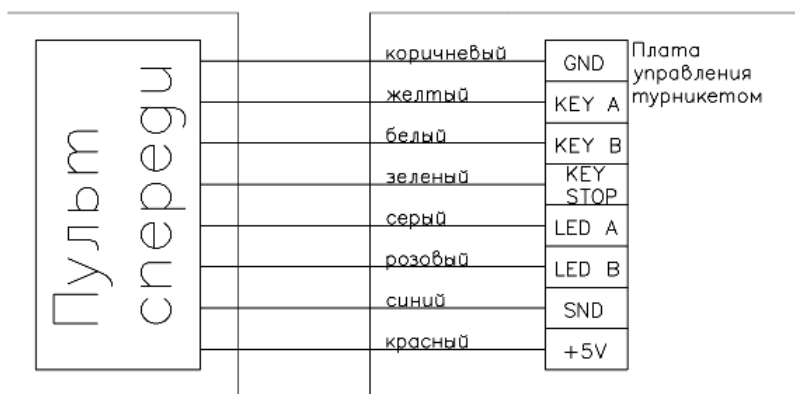 Пульт
спереди
коричневый
желтый
белый
зеленый
серый
розовый
синий
красный
GND
KEY A
KEY B
KEY
STOP
LED A
LED B
SND
+5V
Плата
управления
турникетом